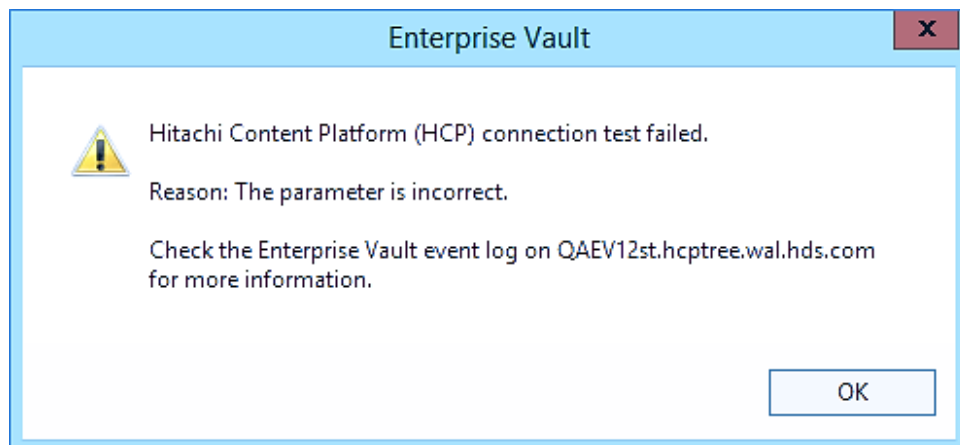 Enterprise Vault
x
Hitachi Content Platform (HCP) connection test failed.
Reason: The parameter is incorrect.
Check the Enterprise Vault event log on QAEV12st.hcptree.wal.hds.com
for more information.
OK